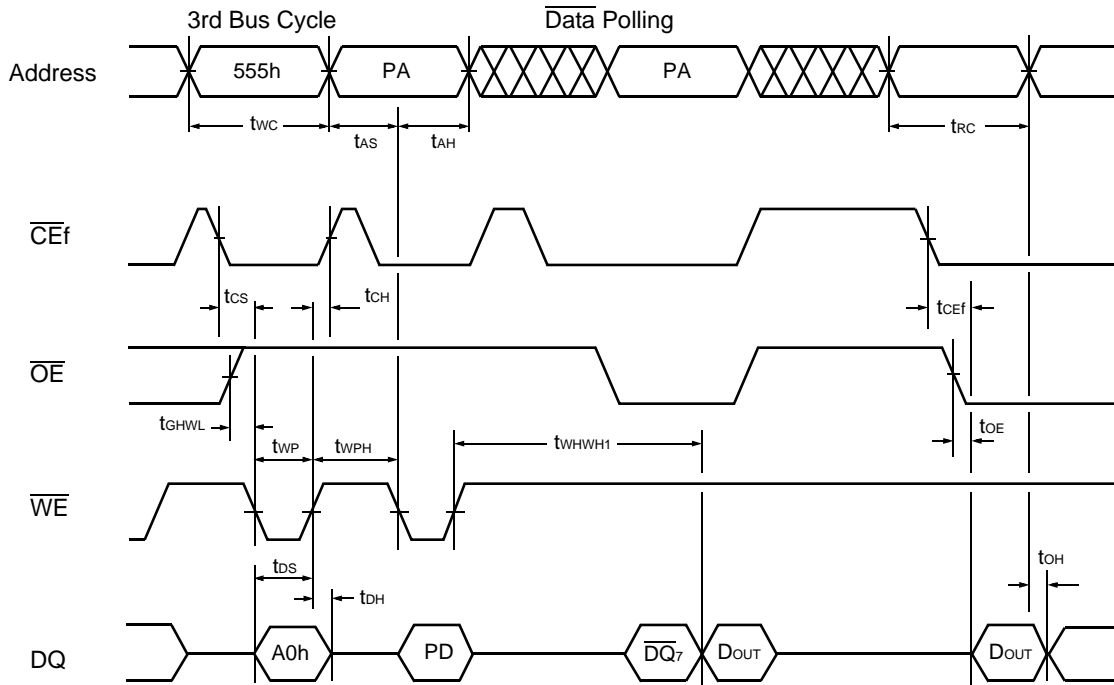 3rd Bus Cycle
Data Polling
Address
555h
PA
PA
tWC
tAS
tAH
tRC
CEf
tCS
tCH
tCEf
OE
tGHWL
tWP
tWPH
tWHWH1
tOE
WE
tDS
tDH
tOH
DQ
A0h
PD
DQ7
DOUT
DOUT